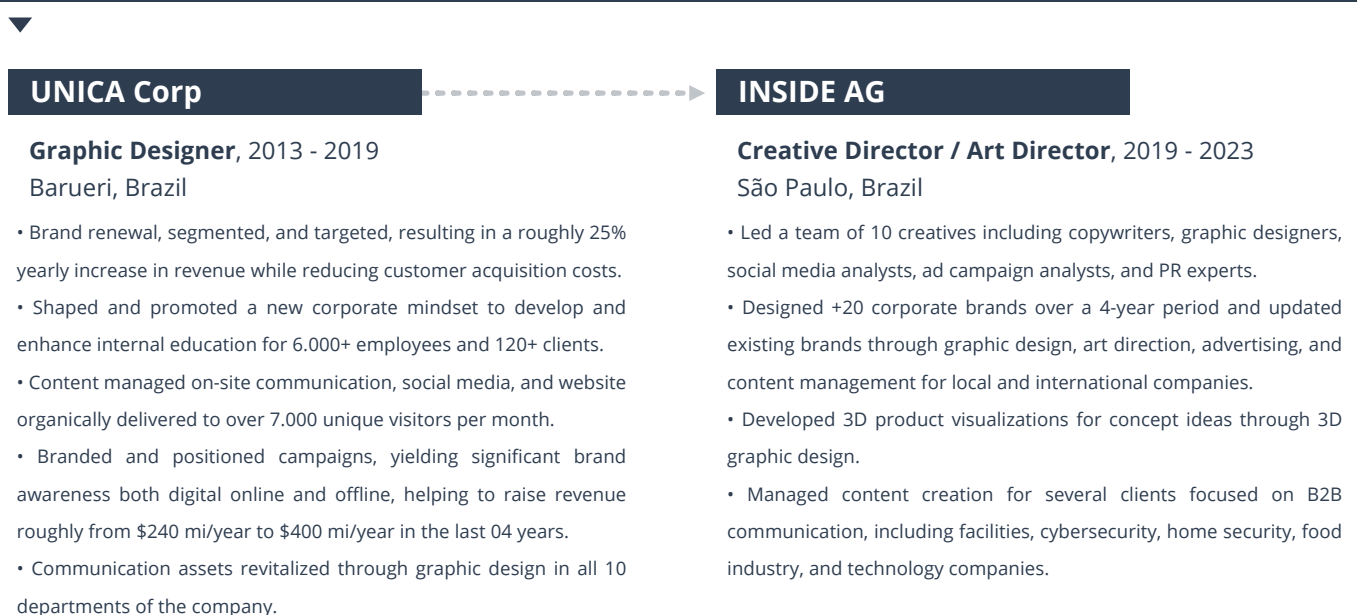 UNICA Corp
Graphic Designer, 2013 - 2019
Barueri, Brazil
• Brand renewal, segmented, and targeted, resulting in a roughly 25%
yearly increase in revenue while reducing customer acquisition costs.
• Shaped and promoted a new corporate mindset to develop and
enhance internal education for 6.000+ employees and 120+ clients.
• Content managed on-site communication, social media, and website
organically delivered to over 7.000 unique visitors per month.
• Branded and positioned campaigns, yielding significant brand
awareness both digital online and offline, helping to raise revenue
roughly from $240 mi/year to $400 mi/year in the last 04 years.
• Communication assets revitalized through graphic design in all 10
departments of the company.
INSIDE AG
Creative Director / Art Director, 2019 - 2023
São Paulo, Brazil
• Led a team of 10 creatives including copywriters, graphic designers,
social media analysts, ad campaign analysts, and PR experts.
• Designed +20 corporate brands over a 4-year period and updated
existing brands through graphic design, art direction, advertising, and
content management for local and international companies.
• Developed 3D product visualizations for concept ideas through 3D
graphic design.
• Managed content creation for several clients focused on B2B
communication, including facilities, cybersecurity, home security, food
industry, and technology companies.